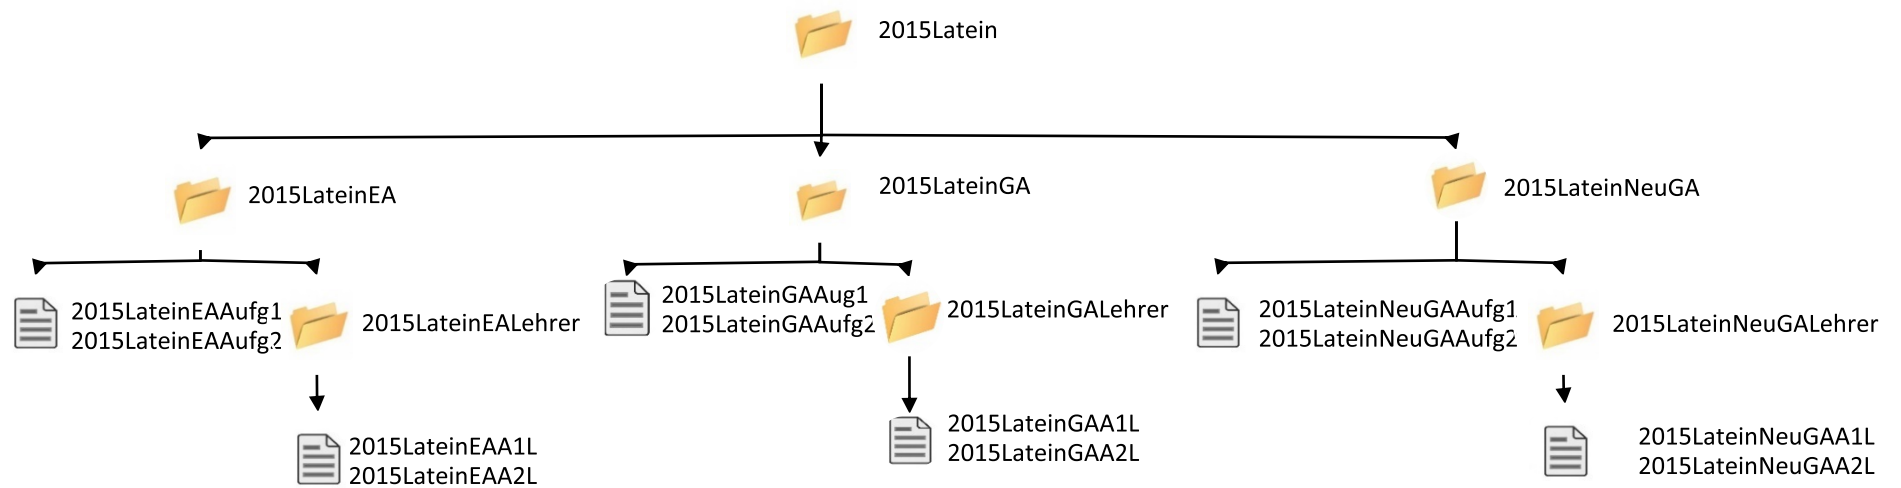 2015Latein
2015LateinEA
2015LateinGA
2015LateinNeuGA
2015LateinEAAufg1
2015LateinEAAufg2
2015LateinEALehrer
2015LateinGAAug1
2015LateinGAAufg2
2015LateinGALehrer
2015LateinNeuGAAufg1
2015LateinNeuGAAufg2
2015LateinNeuGALehrer
2015LateinEAA1L
2015LateinEAA2L
2015LateinGAA1L
2015LateinGAA2L
2015LateinNeuGAA1L
2015LateinNeuGAA2L